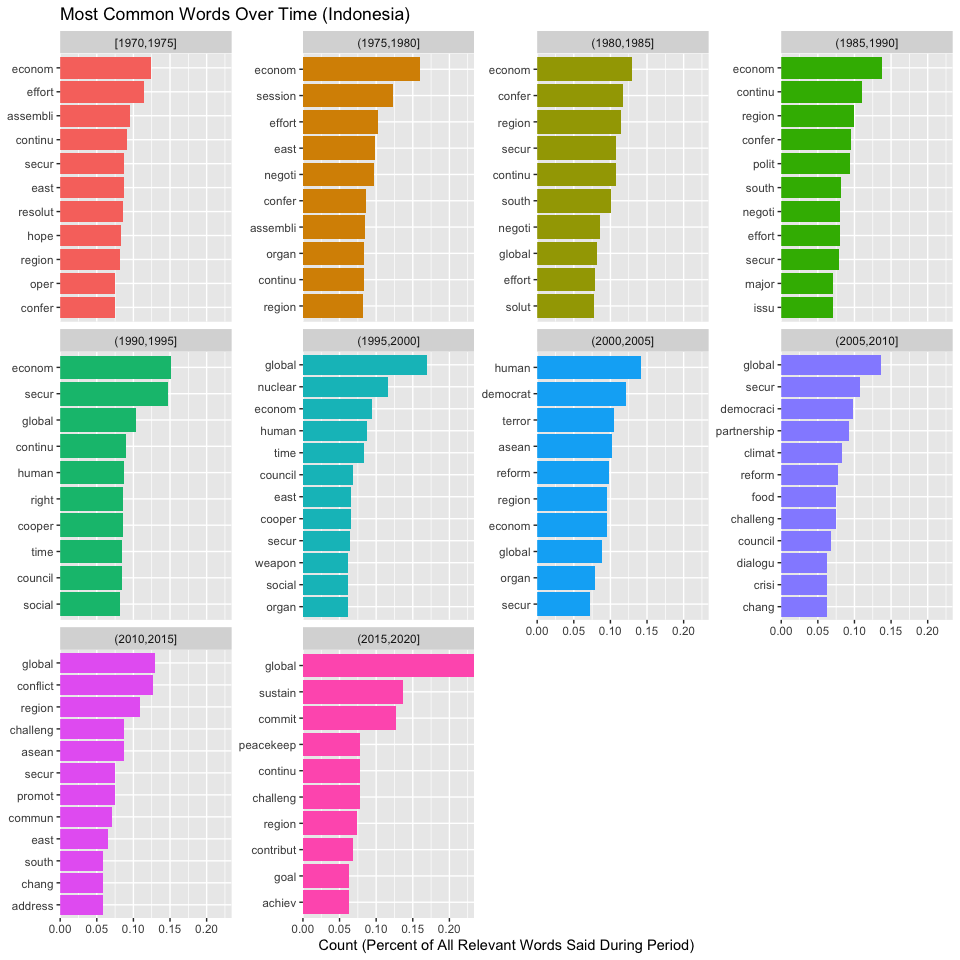 Most Common Words Over Time (Indonesia)
[1970,1975]
econom
effort
assembli
continu
secur
east
resolut
hope
region
oper
confer
(1975,1980]
econom
session
effort
east
negoti
confer
assembli
organ
continu
region
(1980,1985]
econom
confer
region
secur
continu
south
negoti
global
effort
solut
(1985,1990]
econom
continu
region
confer
polit
south
negoti
effort
secur
major
issu
(1990,1995]
econom
secur
global
continu
human
right
cooper
time
council
social
(1995,2000]
global
nuclear
econom
human
time
council
east
cooper
secur
weapon
social
organ
(2000,2005]
human
democrat
terror
asean
reform
region
econom
global
organ
secur
0.00 0.05 0.10 0.15 0.20
(2005,2010]
global
secur
democraci
partnership
climat
reform
food
challeng
council
dialogu
crisi
chang
0.00 0.05 0.10 0.15 0.20
(2010,2015]
global
conflict
region
challeng
asean
secur
promot
commun
east
south
chang
address
0.00 0.05 0.10 0.15 0.20
(2015,2020]
global
sustain
commit
peacekeep
continu
challeng
region
contribut
goal
achiev
0.00 0.05 0.10 0.15 0.20
Count (Percent of All Relevant Words Said During Period)